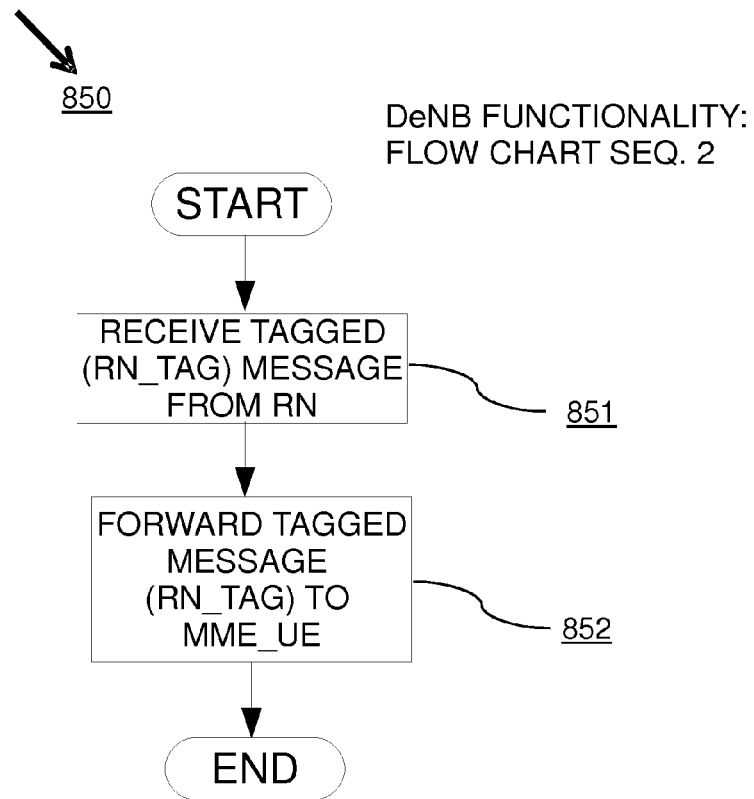 850
DeNB FUNCTIONALITY:
FLOW CHART SEQ. 2
START
RECEIVE TAGGED
(RN_TAG) MESSAGE
FROM RN
851
FORWARD TAGGED
MESSAGE
(RN_TAG) TO
MME_UE
852
END